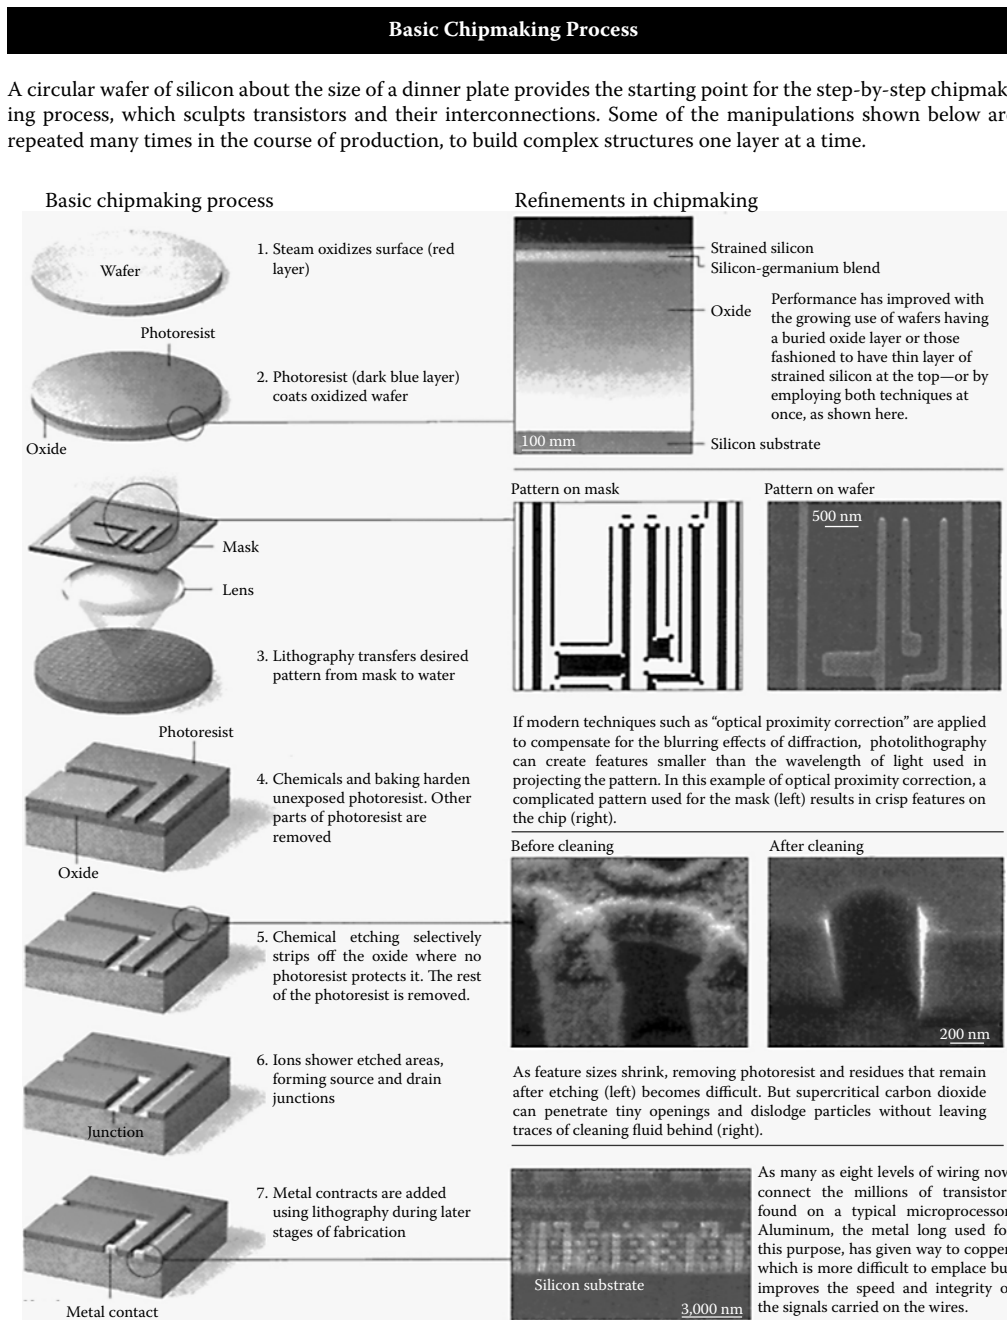 Basic Chipmaking Process
A circular wafer of silicon about the size of a dinner plate provides the starting point for the step-by-step chipmak
ing process, which sculpts transistors and their interconnections. Some of the manipulations shown below ar
repeated many times in the course of production, to build complex structures one layer at a time.
Basic chipmaking process
Wafer
1. Steam oxidizes surface (red
layer)
Photoresist
2. Photoresist (dark blue layer)
coats oxidized wafer
Oxide
Mask
Lens
3. Lithography transfers desired
pattern from mask to water
Photoresist
4. Chemicals and baking harden
unexposed photoresist. Other
parts of photoresist are
removed
Oxide
5. Chemical etching selectively
strips off the oxide where no
photoresist protects it. The rest
of the photoresist is removed.
6. Ions shower etched areas,
forming source and drain
junctions
Junction
7. Metal contracts are added
using lithography during later
stages of fabrication
Metal contact
Refinements in chipmaking
Strained silicon
Silicon-germanium blend
Oxide
Performance has improved with
the growing use of wafers having
a buried oxide layer or those
fashioned to have thin layer of
strained silicon at the top—or by
employing both techniques at
once, as shown here.
100 mm
Silicon substrate
Pattern on mask
Pattern on wafer
500 nm
If modern techniques such as “optical proximity correction” are applied
to compensate for the blurring effects of diffraction, photolithography
can create features smaller than the wavelength of light used in
projecting the pattern. In this example of optical proximity correction, a
complicated pattern used for the mask (left) results in crisp features on
the chip (right).
Before cleaning
After cleaning
200 nm
As feature sizes shrink, removing photoresist and residues that remain
after etching (left) becomes difficult. But supercritical carbon dioxide
can penetrate tiny openings and dislodge particles without leaving
traces of cleaning fluid behind (right).
Silicon substrate
3,000 nm
As many as eight levels of wiring now
connect the millions of transistor
found on a typical microprocessor
Aluminum, the metal long used fo
this purpose, has given way to copper
which is more difficult to emplace bu
improves the speed and integrity o
the signals carried on the wires.